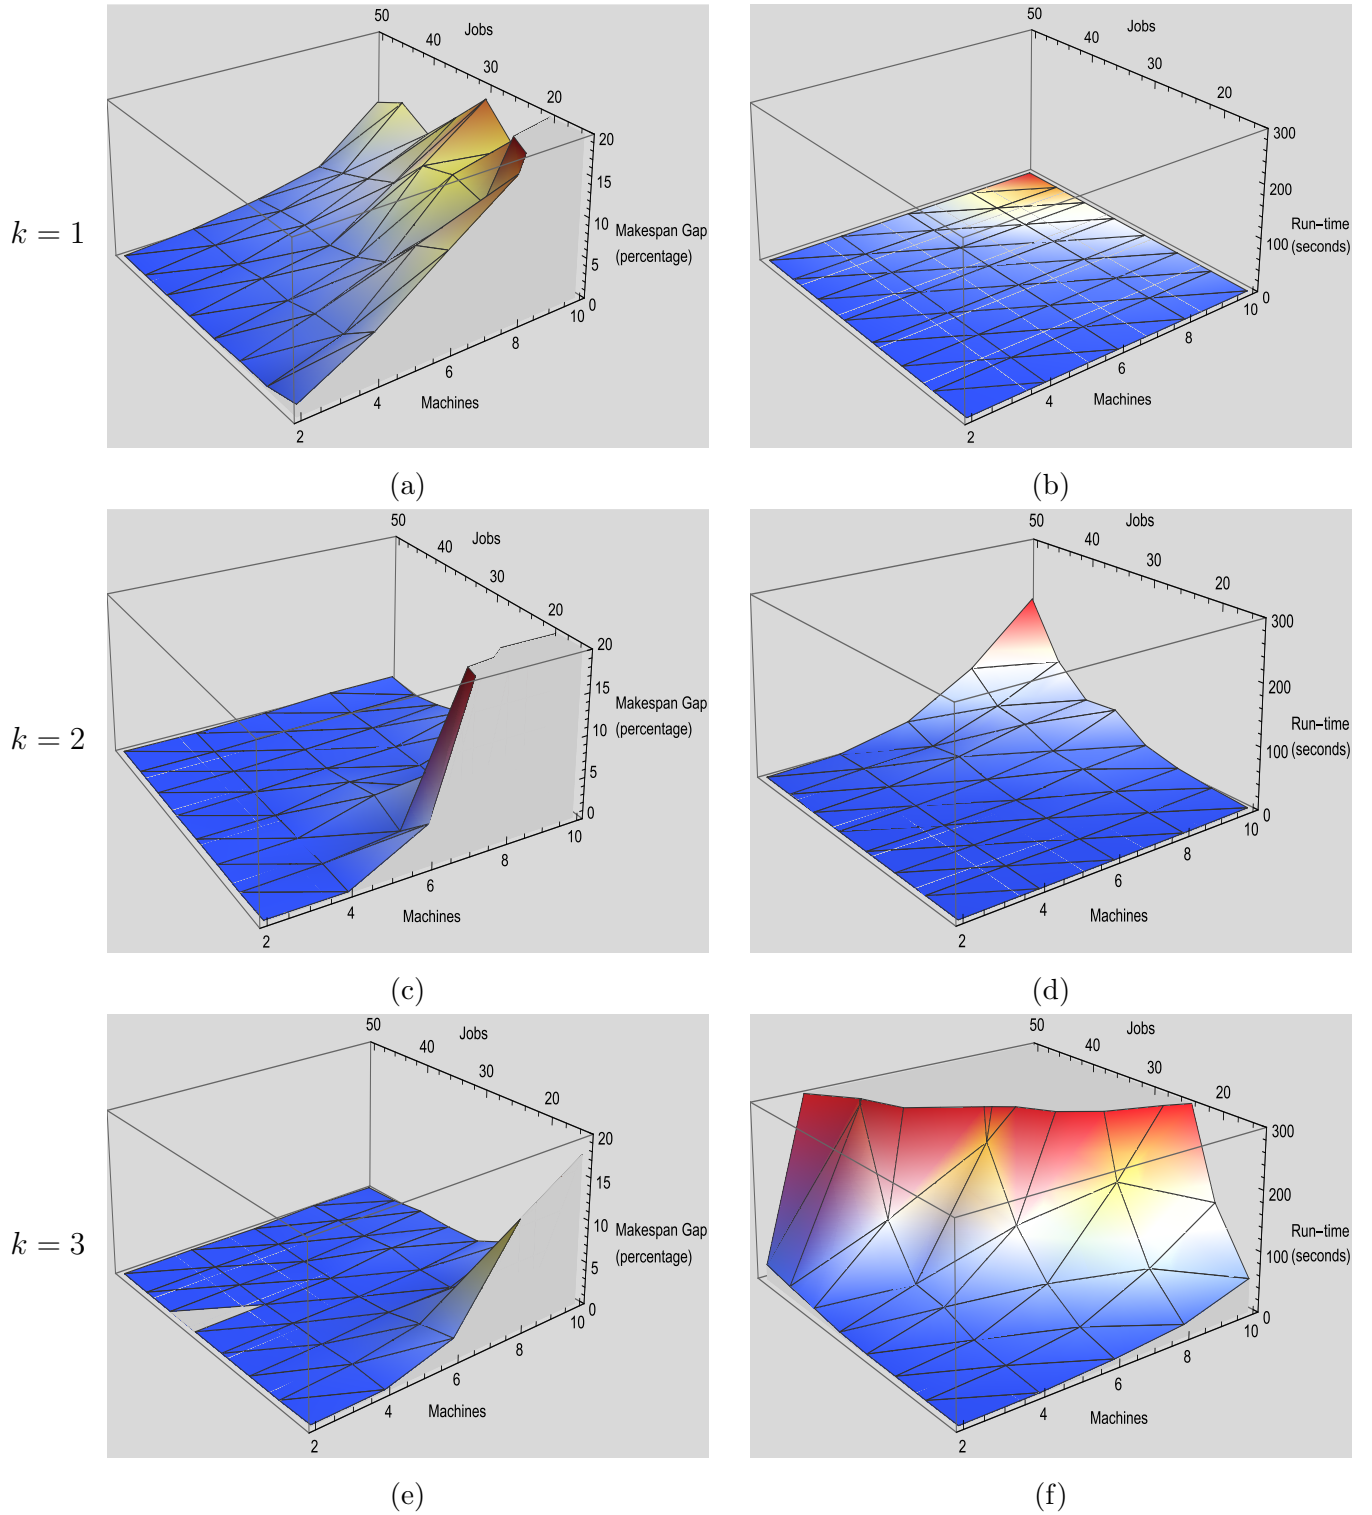 50
Jobs
40
30
20
20
15
10
5
0
Makespan Gap
(percentage)
10
8
6
4
2
Machines
k = 1
50
Jobs
40
30
20
300
200
100
0
Run-time
(seconds)
10
8
6
4
2
Machines
(a)
(b)
50
Jobs
40
30
20
20
15
10
5
0
Makespan Gap
(percentage)
10
8
6
4
2
Machines
k = 2
50
Jobs
40
30
20
300
200
100
0
Run-time
(seconds)
10
8
6
4
2
Machines
(c)
(d)
50
Jobs
40
30
20
20
15
10
5
0
Makespan Gap
(percentage)
10
8
6
4
2
Machines
k = 3
50
Jobs
40
30
20
300
200
100
0
Run-time
(seconds)
10
8
6
4
2
Machines
(e)
(f)